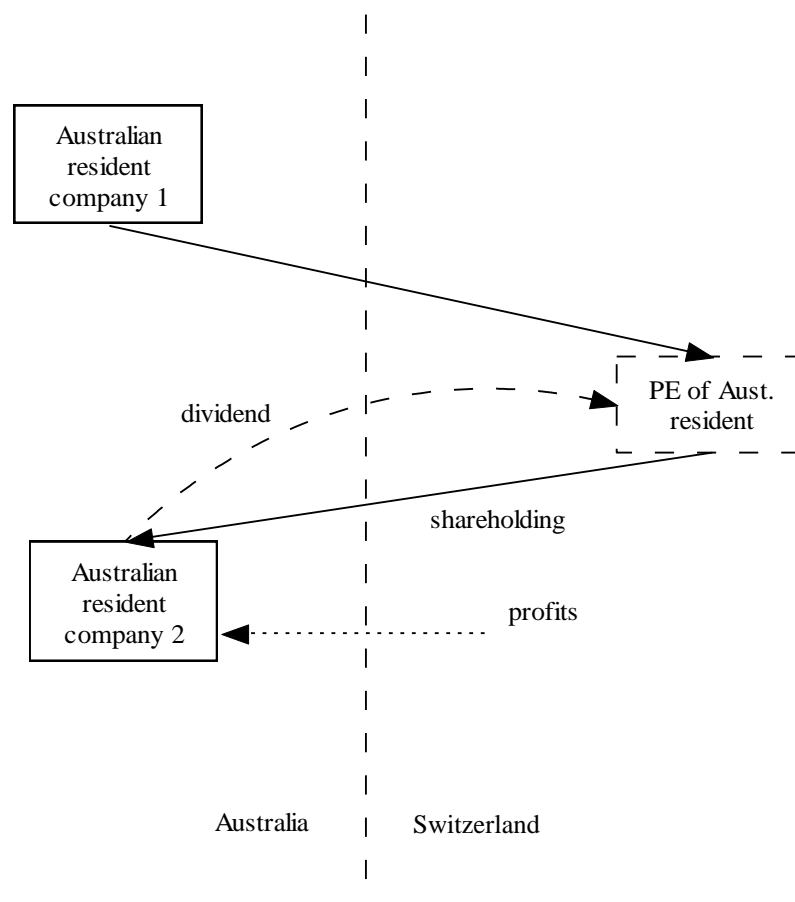 Australian
resident
company 1
PE of Aust.
resident
dividend
shareholding
Australian
resident
company 2
profits
Australia
Switzerland